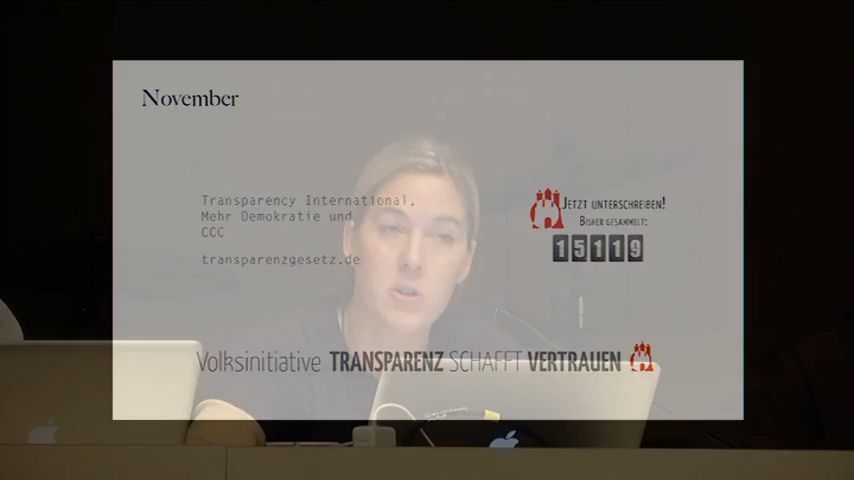 November
Transparency International,
Mehr Demokratie und
CCC
transparenzgesetz.de
Jetzt unterschreiben!
Bisher gesammelt:
15119
Volksinitiative TRANSPARENZ SCHAFFT VERTRAUEN